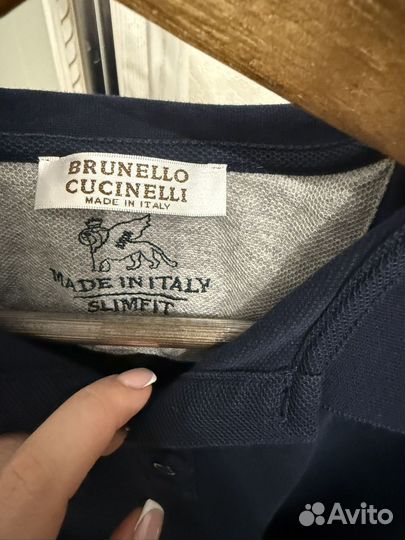 BRUNELLO
CUCINELLI
MADE IN ITALY
MADE IN ITALY
SLIMFIT
Avito